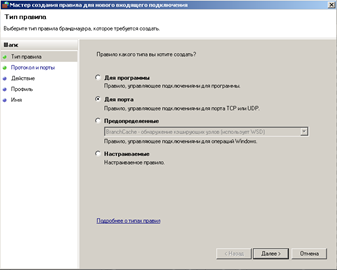 Мастер создания правила для нового входящего подключения
Тип правила
Выберите тип правила брандмауэра, которое требуется создать.
Шаги:
Тип правила
Протокол и порты
Действие
Профиль
Имя
Правило какого типа вы хотите создать?
Для программы
Правило, управляющее подключениями для программы.
Для порта
Правило, управляющее подключениями для порта TCP или UDP.
Предопределенные
BranchCache - обнаружение кэширующих узлов (использует WSD)
Правило, управляющее подключениями для операций Windows.
Настраиваемые
Настраиваемое правило.
Подробнее о типах правил
< Назад
Далее >
Отмена